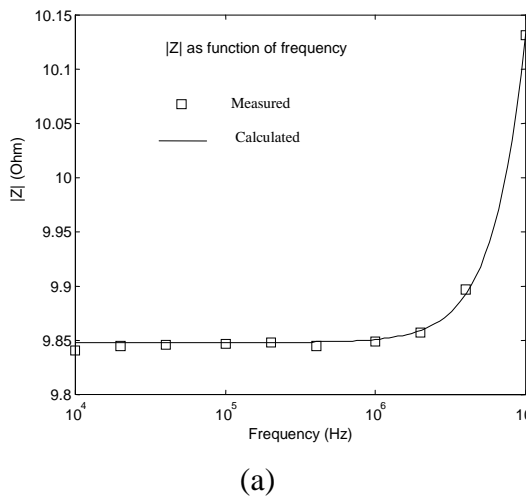 10.15
|Z| as function of frequency
10.1
Measured
Calculated
10.05
10
9.95
9.9
9.85
9.8
|Z| (Ohm)
10^4
10^5
10^6
10
Frequency (Hz)
(a)